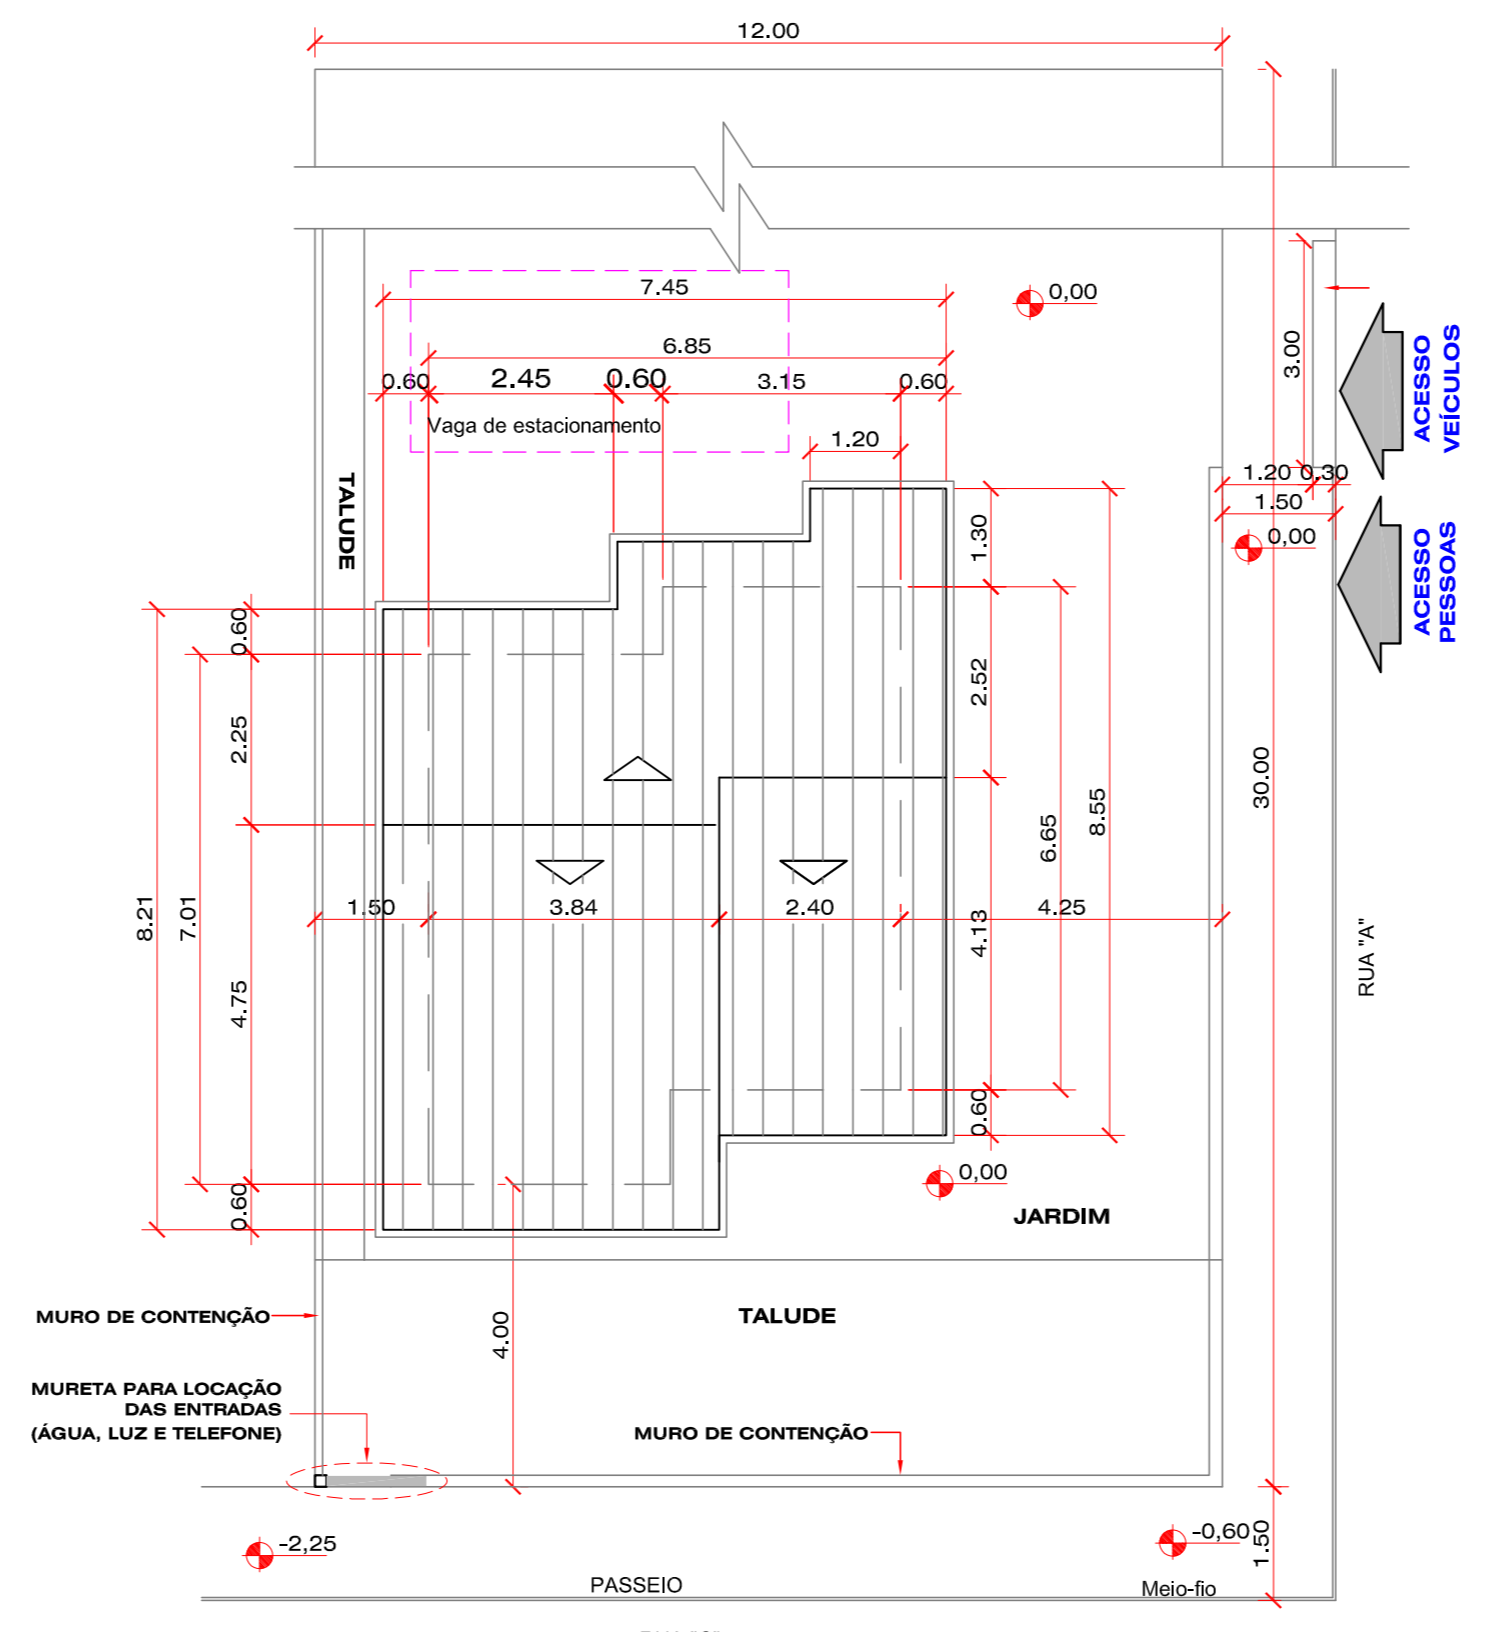 12.00
7.45
0,00
6.85
0.60
2.45
0.60
3.15
0.60
3.00
ACESSO
VEÍCULOS
Vaga de estacionamento
1.20
TALUDE
1.20
0.30
1.50
0,00
1.30
ACESSO
PESSOAS
0.60
2.52
2.25
30.00
8.55
6.65
8.21
7.01
1.50
3.84
2.40
4.25
4.13
RUA "A"
4.75
0.60
0,00
0.60
JARDIM
MURO DE CONTENÇÃO
TALUDE
4.00
MURETA PARA LOCAÇÃO
DAS ENTRADAS
(ÁGUA, LUZ E TELEFONE)
MURO DE CONTENÇÃO
-2,25
-0,60
1.50
PASSEIO
Meio-fio